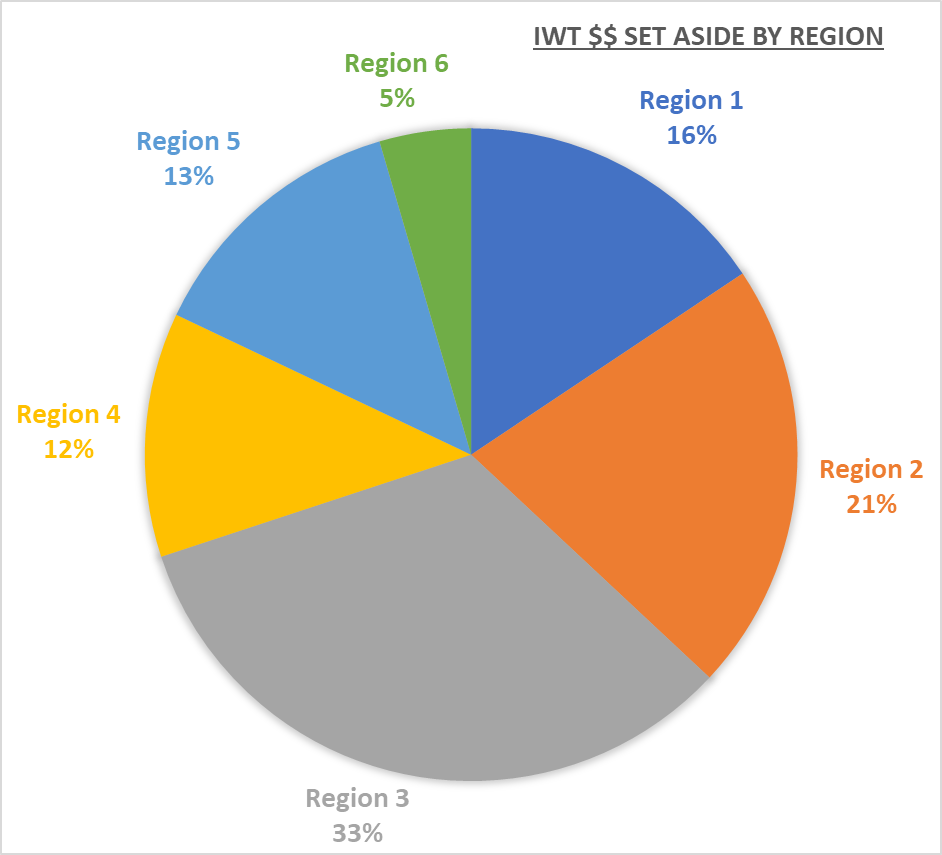 IWT $$ SET ASIDE BY REGION
Region 6
5%
Region 1
16%
Region 5
13%
Region 4
12%
Region 2
21%
Region 3
33%